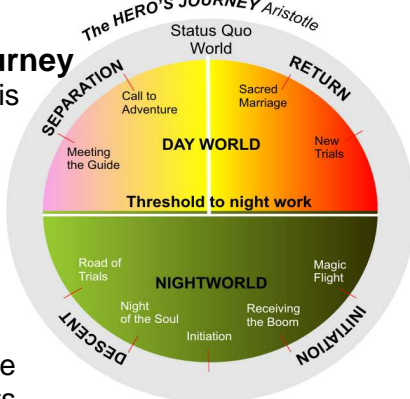 The HERO'S JOURNEY Aristotle
Status Quo
World
urney
is
SEPARATION
RETURN
Call to
Adventure
Sacred
Marriage
Meeting
the Guide
DAY WORLD
New
Trials
Threshold to night work
Road of
Trials
NIGHTWORLD
Magic
Flight
Night
of the Soul
Receiving
the Boom
Initiation
DESCENT
INITIATION
e